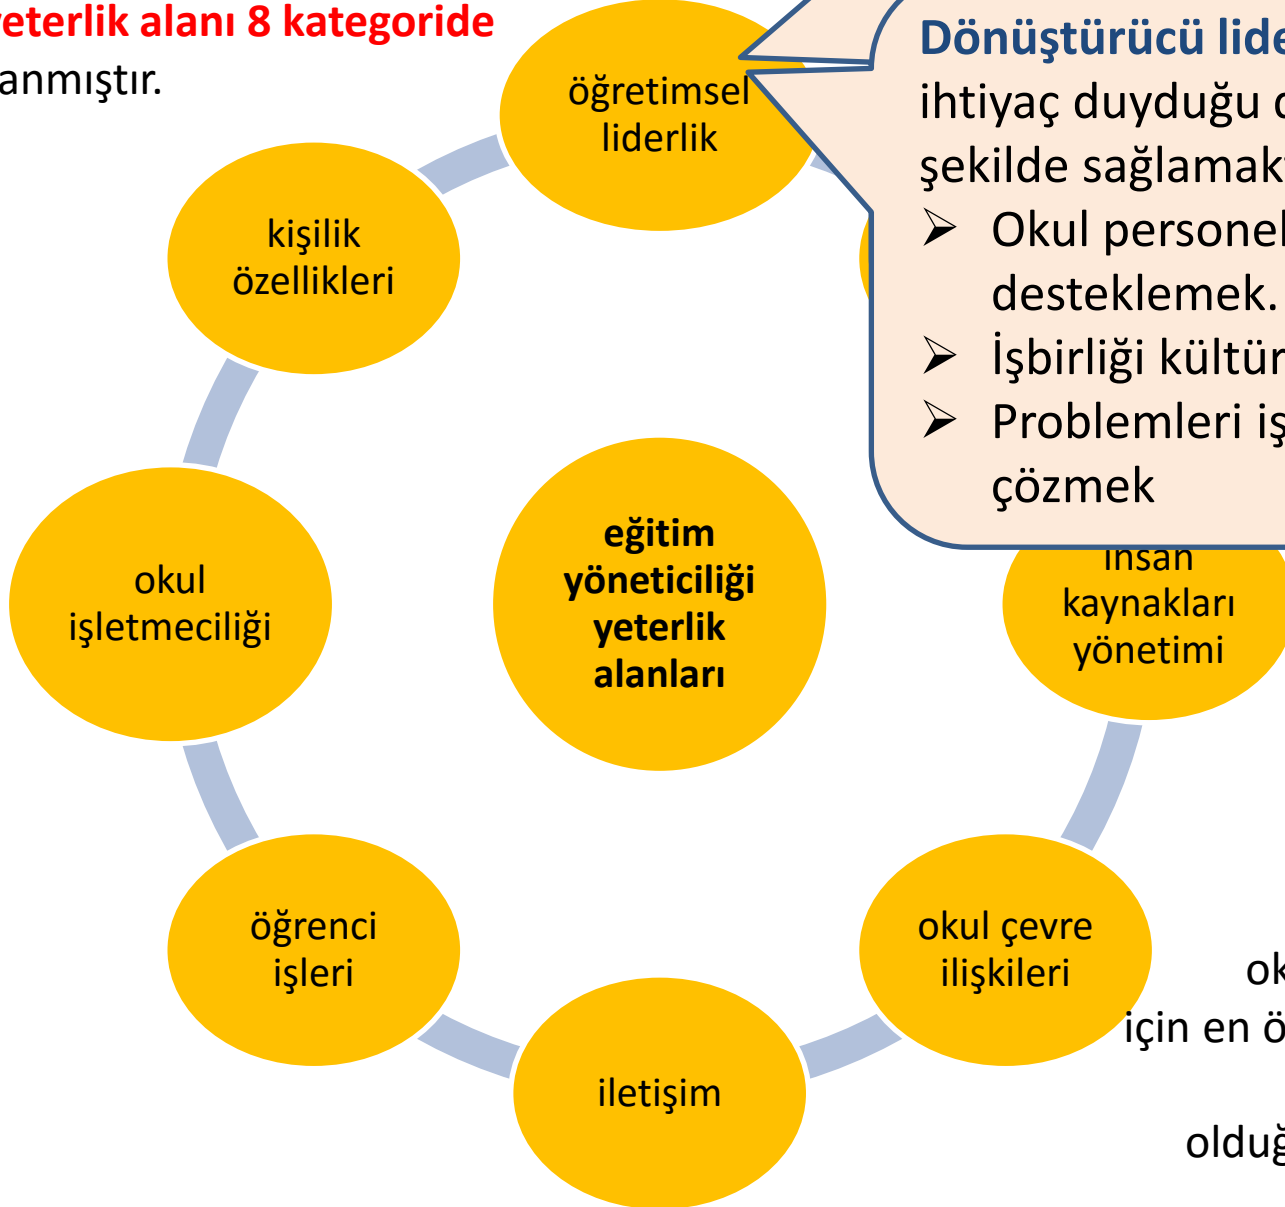 yeterlik alanı 8 kategoride
anmıştır.
öğretimsel
liderlik
Dönüştürücü lide
ihtiyaç duyduğu
şekilde sağlamak
Okul personel
desteklemek.
İşbirliği kültür
Problemleri iş
çözmek
kişilik
özellikleri
okul
işletmeciliği
eğitim
yöneticiliği
yeterlik
alanları
insan
kaynakları
yönetimi
öğrenci
işleri
okul çevre
ilişkileri
iletişim
ok
için en ö
olduğ